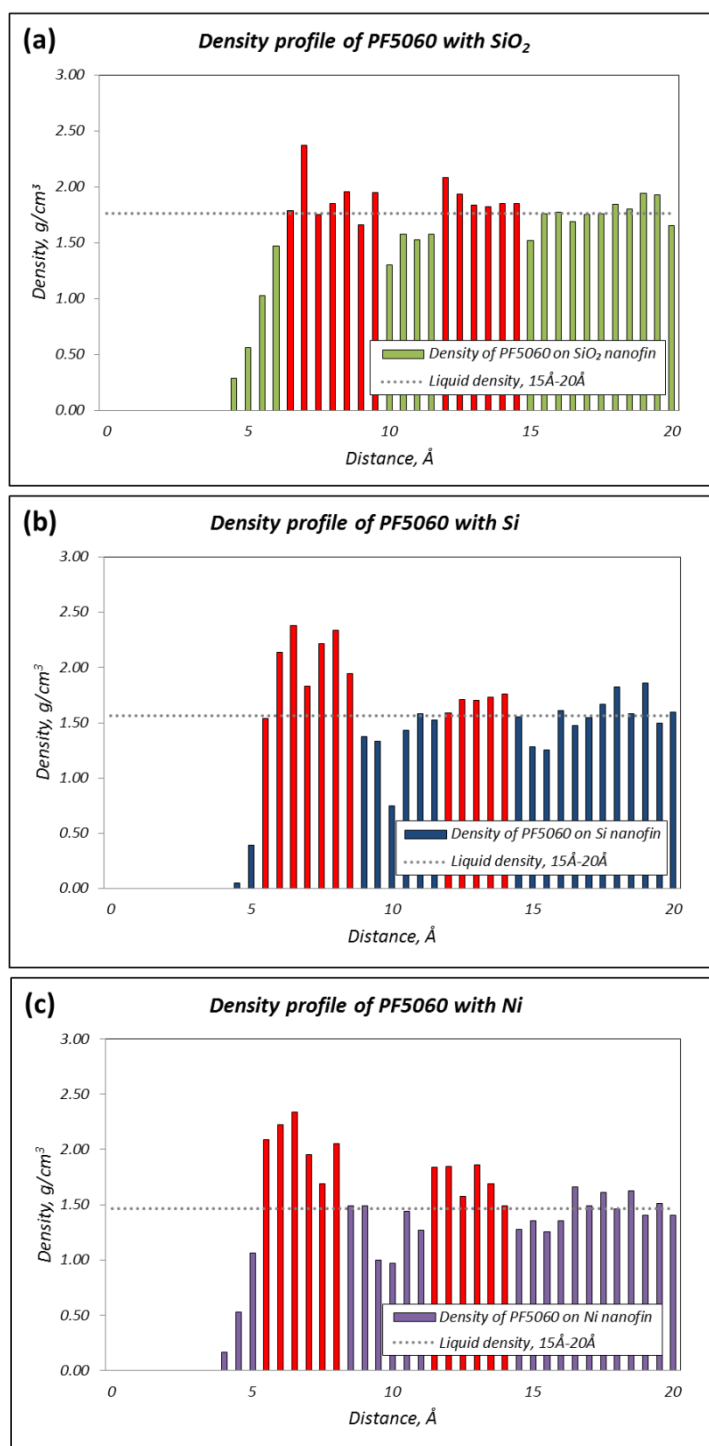 (a)
Density profile of PF5060 with SiO₂
3.00
2.50
2.00
1.50
1.00
0.50
0.00
Density, g/cm³
Density of PF5060 on SiO₂ nanofin
Liquid density, 15Å-20Å
0 5 10 15 20
Distance, Å
(b)
Density profile of PF5060 with Si
3.00
2.50
2.00
1.50
1.00
0.50
0.00
Density, g/cm³
Density of PF5060 on Si nanofin
Liquid density, 15Å-20Å
0 5 10 15 20
Distance, Å
(c)
Density profile of PF5060 with Ni
3.00
2.50
2.00
1.50
1.00
0.50
0.00
Density, g/cm³
Density of PF5060 on Ni nanofin
Liquid density, 15Å-20Å
0 5 10 15 20
Distance, Å